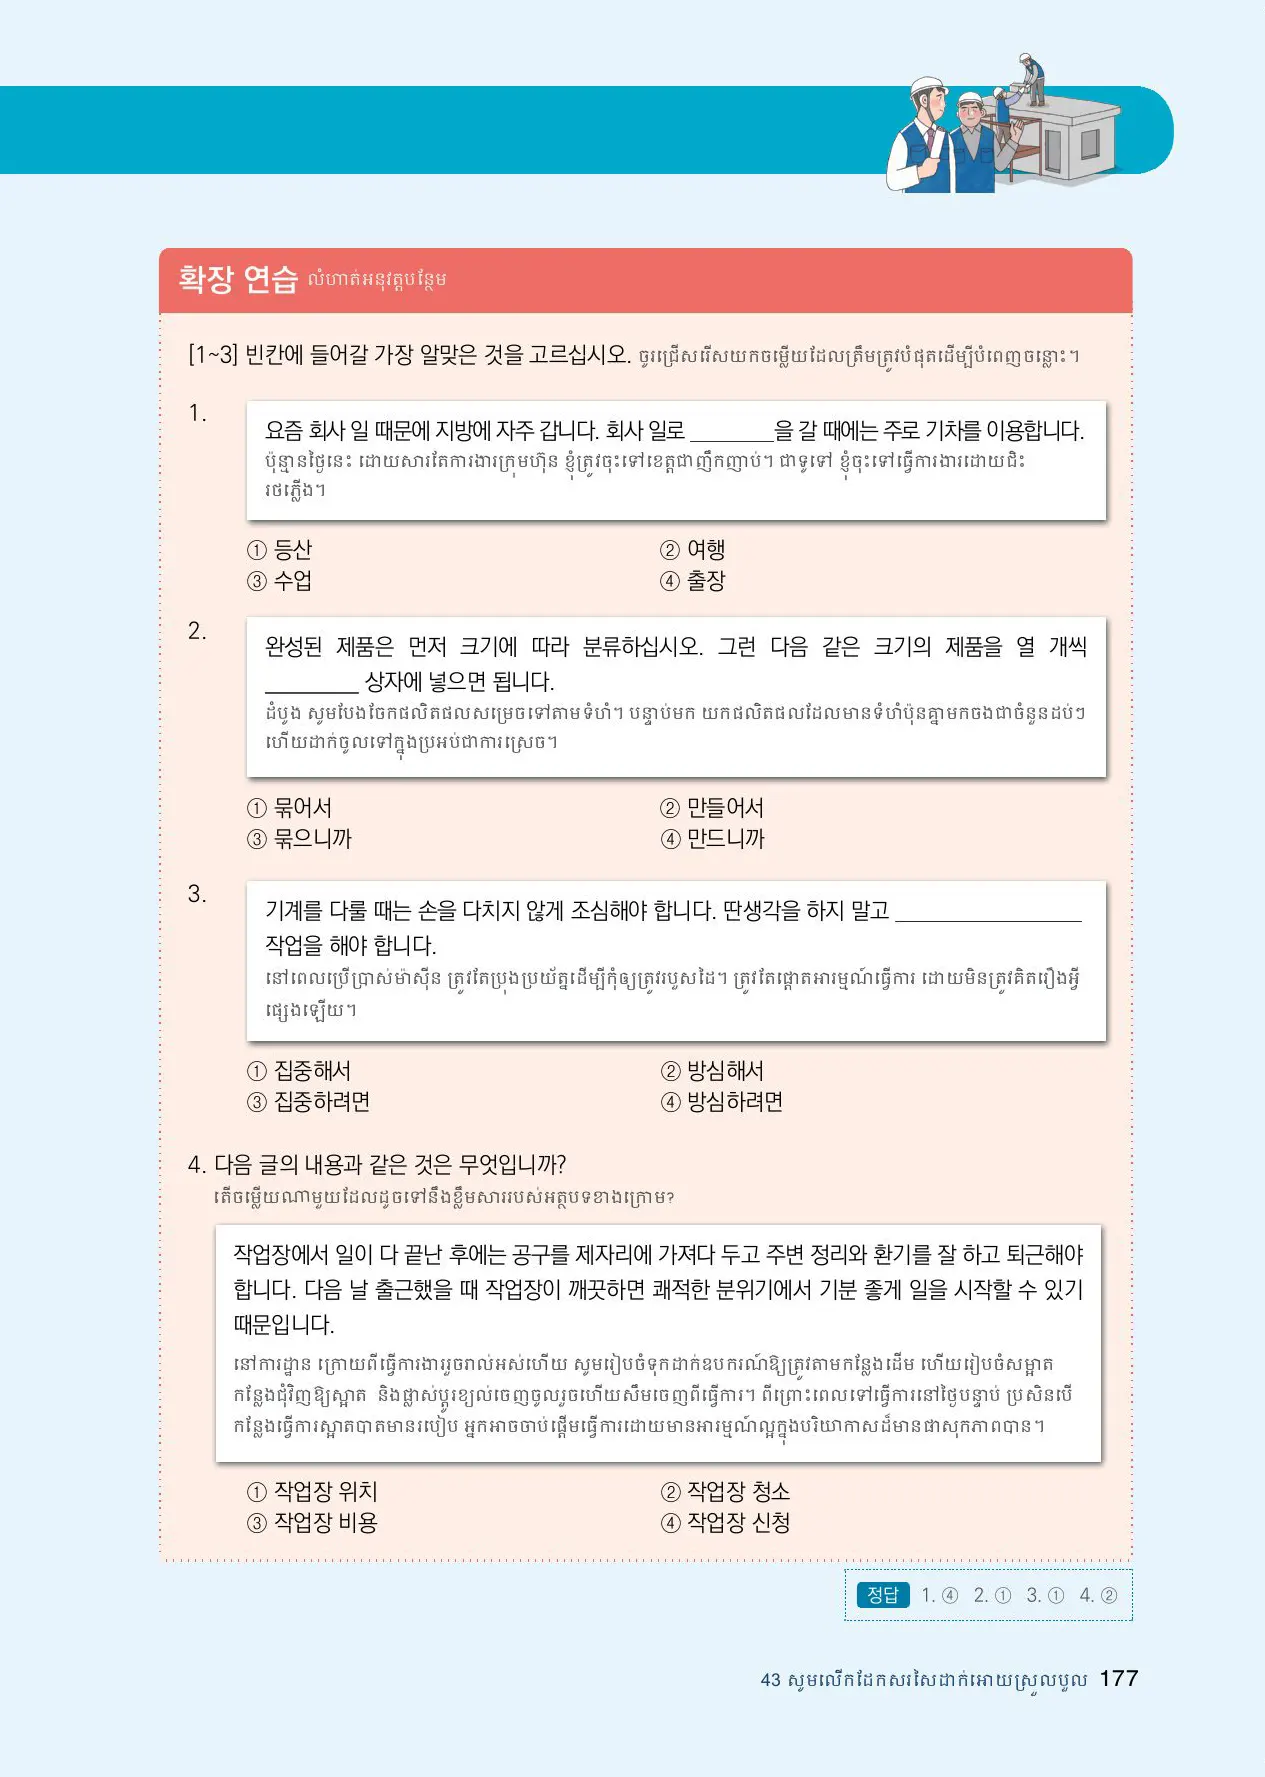 확장 연습 លំហាត់អនុវត្តបន្ថែម
[1~3] 빈칸에 들어갈 가장 알맞은 것을 고르십시오. ចូរជ្រើសរើសយកចម្លើយដែលត្រឹមត្រូវបំផុតដើម្បីបំពេញចន្លោះ។
1.
요즘 회사 일 때문에 지방에 자주 갑니다. 회사 일로 ________을 갈 때에는 주로 기차를 이용합니다.
ប៉ុន្មានថ្ងៃនេះ ដោយសារតែការងារក្រុមហ៊ុន ខ្ញុំត្រូវចុះទៅខេត្តជាញឹកញាប់។ ជាទូទៅ ខ្ញុំចុះទៅធ្វើការងារដោយជិះ
រថភ្លើង។
① 등산 ② 여행
③ 수업 ④ 출장
2.
완성된 제품은 먼저 크기에 따라 분류하십시오. 그런 다음 같은 크기의 제품을 열 개씩
_________ 상자에 넣으면 됩니다.
ដំបូង សូមបែងចែកផលិតផលសម្រេចទៅតាមទំហំ។ បន្ទាប់មក យកផលិតផលដែលមានទំហំប៉ុនគ្នាមកចងជាចំនួនដប់ៗ
ហើយដាក់ចូលទៅក្នុងប្រអប់ជាការស្រេច។
① 묶어서 ② 만들어서
③ 묶으니까 ④ 만드니까
3.
기계를 다룰 때는 손을 다치지 않게 조심해야 합니다. 딴생각을 하지 말고 __________________
작업을 해야 합니다.
នៅពេលប្រើប្រាស់ម៉ាស៊ីន ត្រូវតែប្រុងប្រយ័ត្នដើម្បីកុំឲ្យត្រូវរបួសដៃ។ ត្រូវតែផ្តោតអារម្មណ៍ធ្វើការ ដោយមិនត្រូវគិតរឿងអ្វី
ផ្សេងឡើយ។
① 집중해서 ② 방심해서
③ 집중하려면 ④ 방심하려면
4. 다음 글의 내용과 같은 것은 무엇입니까?
តើចម្លើយណាមួយដែលដូចទៅនឹងខ្លឹមសាររបស់អត្ថបទខាងក្រោម?
작업장에서 일이 다 끝난 후에는 공구를 제자리에 가져다 두고 주변 정리와 환기를 잘 하고 퇴근해야
합니다. 다음 날 출근했을 때 작업장이 깨끗하면 쾌적한 분위기에서 기분 좋게 일을 시작할 수 있기
때문입니다.
នៅការដ្ឋាន ក្រោយពីធ្វើការងាររួចរាល់អស់ហើយ សូមរៀបចំទុកដាក់ឧបករណ៍ឱ្យត្រូវតាមកន្លែងដើម ហើយរៀបចំសម្អាត
កន្លែងជុំវិញឱ្យស្អាត និងផ្លាស់ប្តូរខ្យល់ចេញចូលរួចហើយសឹមចេញពីធ្វើការ។ ពីព្រោះពេលទៅធ្វើការនៅថ្ងៃបន្ទាប់ ប្រសិនបើ
កន្លែងធ្វើការស្អាតបាតមានរបៀប អ្នកអាចចាប់ផ្តើមធ្វើការដោយមានអារម្មណ៍ល្អក្នុងបរិយាកាសដ៏មានផាសុកភាពបាន។
① 작업장 위치 ② 작업장 청소
③ 작업장 비용 ④ 작업장 신청
정답 1. ④ 2. ① 3. ① 4. ②
43 សូមលើកដែកសរសៃដាក់អោយស្រួលបួល 177